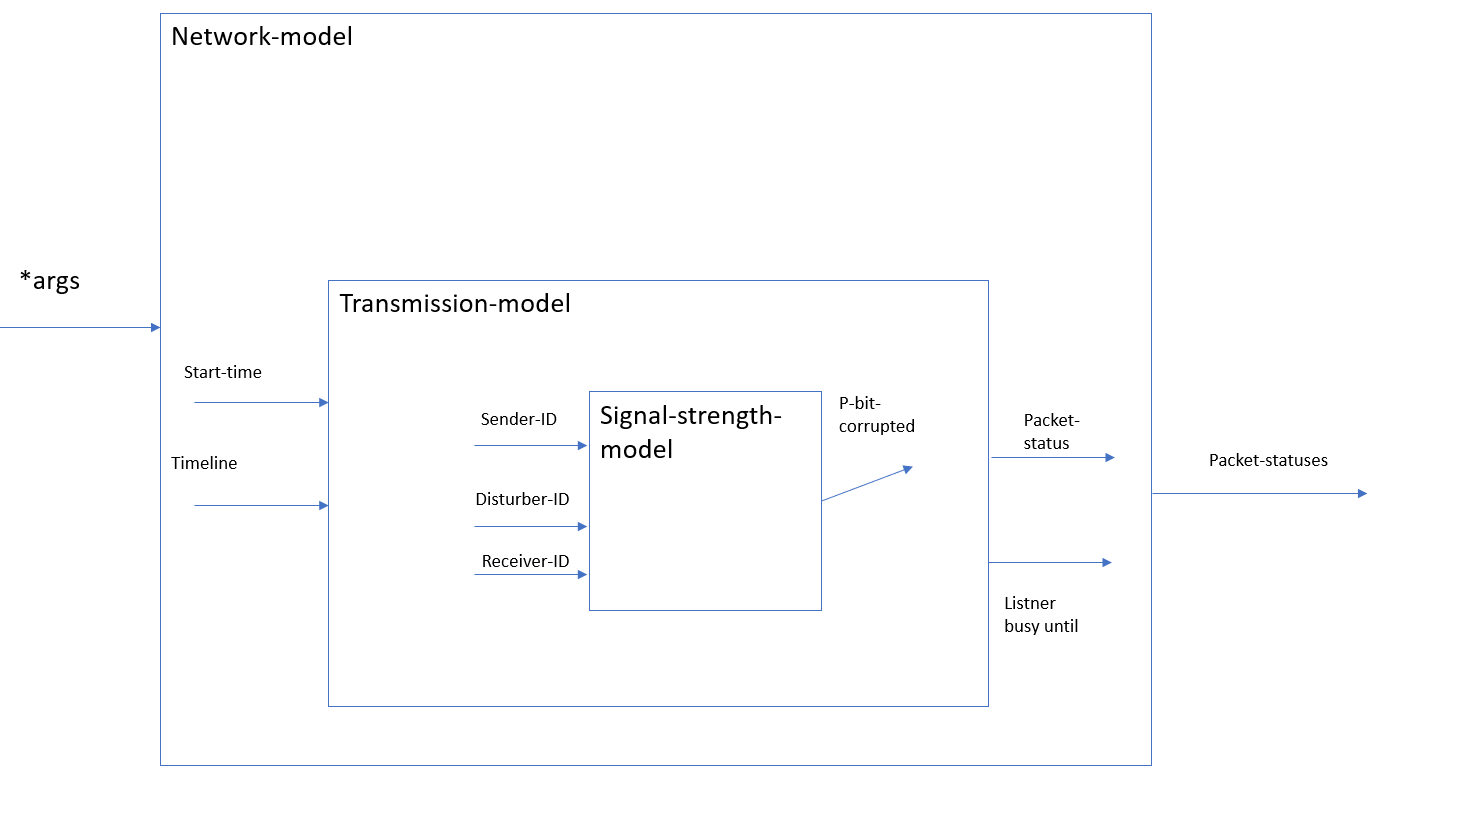 Network-model
*args
Transmission-model
Start-time
Timeline
Sender-ID
Disturber-ID
Receiver-ID
Signal-strength-
model
P-bit-
corrupted
Packet-
status
Listner
busy until
Packet-statuses